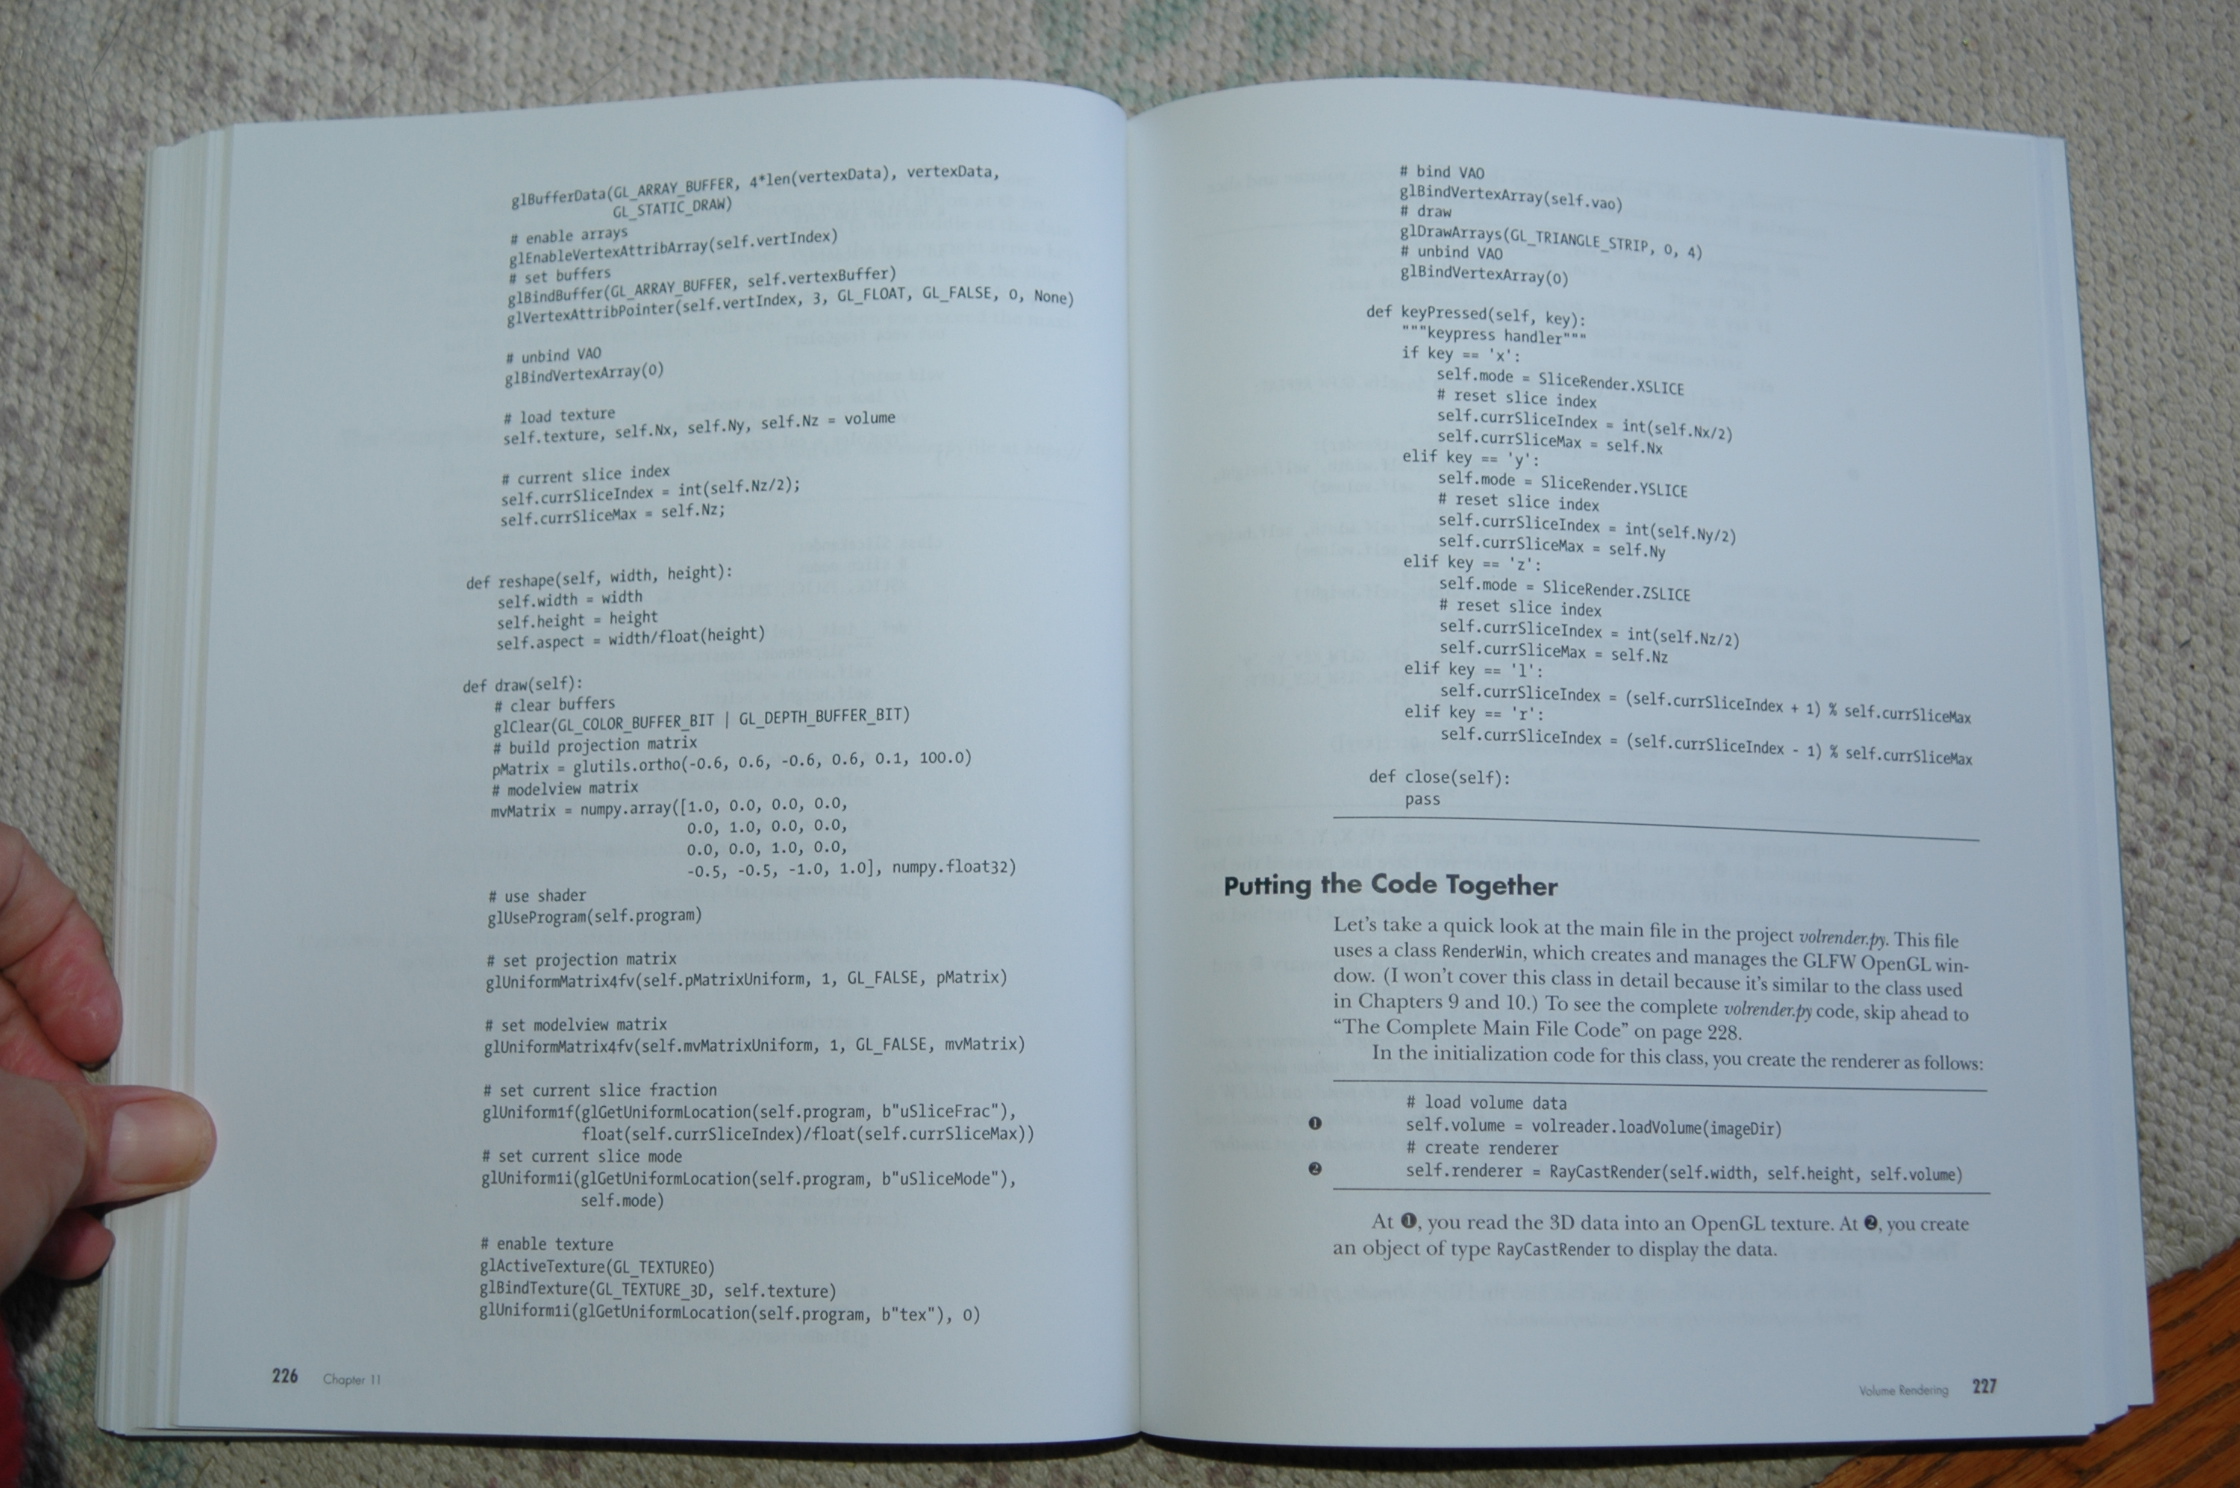 glBufferData(GL_ARRAY_BUFFER, 4*len(vertexData), vertexData,
GL_STATIC_DRAW)
# enable arrays
glEnableVertexAttribArray(self.vertIndex)
# set buffers
glBindBuffer(GL_ARRAY_BUFFER, self.vertexBuffer)
glVertexAttribPointer(self.vertIndex, 3, GL_FLOAT, GL_FALSE, 0, None)
# unbind VAO
glBindVertexArray(0)
# load texture
self.texture, self.Nx, self.Ny, self.Nz = volume
# current slice index
self.currSliceIndex = int(self.Nz/2);
self.currSliceMax = self.Nz;
def reshape(self, width, height):
self.width = width
self.height = height
self.aspect = width/float(height)
def draw(self):
# clear buffers
glClear(GL_COLOR_BUFFER_BIT | GL_DEPTH_BUFFER_BIT)
# build projection matrix
pMatrix = glutils.ortho(-0.6, 0.6, -0.6, 0.6, 0.1, 100.0)
# modelview matrix
mvMatrix = numpy.array([1.0, 0.0, 0.0, 0.0,
0.0, 1.0, 0.0, 0.0,
0.0, 0.0, 1.0, 0.0,
-0.5, -0.5, -1.0, 1.0], numpy.float32)
# use shader
glUseProgram(self.program)
# set projection matrix
glUniformMatrix4fv(self.pMatrixUniform, 1, GL_FALSE, pMatrix)
# set modelview matrix
glUniformMatrix4fv(self.mvMatrixUniform, 1, GL_FALSE, mvMatrix)
# set current slice fraction
glUniform1f(glGetUniformLocation(self.program, b"uSliceFrac"),
float(self.currSliceIndex)/float(self.currSliceMax))
# set current slice mode
glUniform1i(glGetUniformLocation(self.program, b"uSliceMode"),
self.mode)
# enable texture
glActiveTexture(GL_TEXTURE0)
glBindTexture(GL_TEXTURE_3D, self.texture)
glUniform1i(glGetUniformLocation(self.program, b"tex"), 0)
226 Chapter 11
# bind VAO
glBindVertexArray(self.vao)
# draw
glDrawArrays(GL_TRIANGLE_STRIP, 0, 4)
# unbind VAO
glBindVertexArray(0)
def keyPressed(self, key):
"""keypress handler"""
if key == 'x':
self.mode = SliceRender.XSLICE
# reset slice index
self.currSliceIndex = int(self.Nx/2)
self.currSliceMax = self.Nx
elif key == 'y':
self.mode = SliceRender.YSLICE
# reset slice index
self.currSliceIndex = int(self.Ny/2)
self.currSliceMax = self.Ny
elif key == 'z':
self.mode = SliceRender.ZSLICE
# reset slice index
self.currSliceIndex = int(self.Nz/2)
self.currSliceMax = self.Nz
elif key == 'l':
self.currSliceIndex = (self.currSliceIndex + 1) % self.currSliceMax
elif key == 'r':
self.currSliceIndex = (self.currSliceIndex - 1) % self.currSliceMax
def close(self):
pass
Putting the Code Together
Let's take a quick look at the main file in the project volrender.py. This file
uses a class RenderWin, which creates and manages the GLFW OpenGL win-
dow. (I won't cover this class in detail because it's similar to the class used
in Chapters 9 and 10.) To see the complete volrender.py code, skip ahead to
“The Complete Main File Code” on page 228.
In the initialization code for this class, you create the renderer as follows:
# load volume data
❶ self.volume = volreader.loadVolume(imageDir)
# create renderer
❷ self.renderer = RayCastRender(self.width, self.height, self.volume)
At ❶, you read the 3D data into an OpenGL texture. At ❷, you create
an object of type RayCastRender to display the data.
Volume Rendering 227